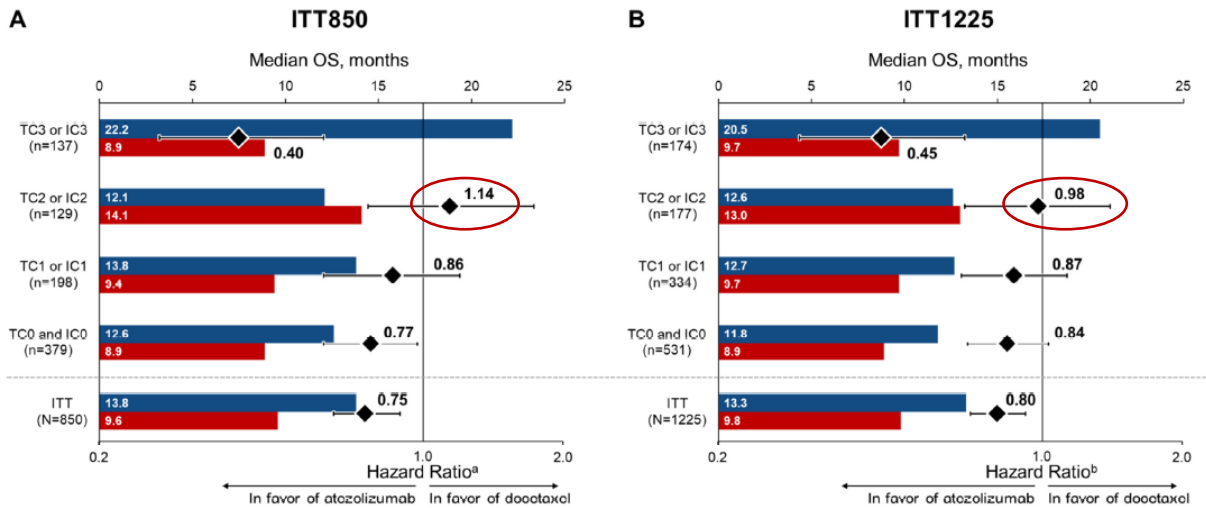 A
ITT850
Median OS, months
0 5 10 15 20 25
TC3 or IC3
(n=137)
22.2
8.9
0.40
TC2 or IC2
(n=129)
12.1
14.1
1.14
TC1 or IC1
(n=198)
13.8
9.4
0.86
TC0 and IC0
(n=379)
12.6
8.9
0.77
ITT
(N=850)
13.8
9.6
0.75
0.2 1.0 2.0
Hazard Ratioa
In favor of atezolizumab In favor of docetaxel
B
ITT1225
Median OS, months
0 5 10 15 20 25
TC3 or IC3
(n=174)
20.5
9.7
0.45
TC2 or IC2
(n=177)
12.6
13.0
0.98
TC1 or IC1
(n=334)
12.7
9.7
0.87
TC0 and IC0
(n=531)
11.8
8.9
0.84
ITT
(N=1225)
13.3
9.8
0.80
0.2 1.0 2.0
Hazard Ratiob
In favor of atezolizumab In favor of docetaxel